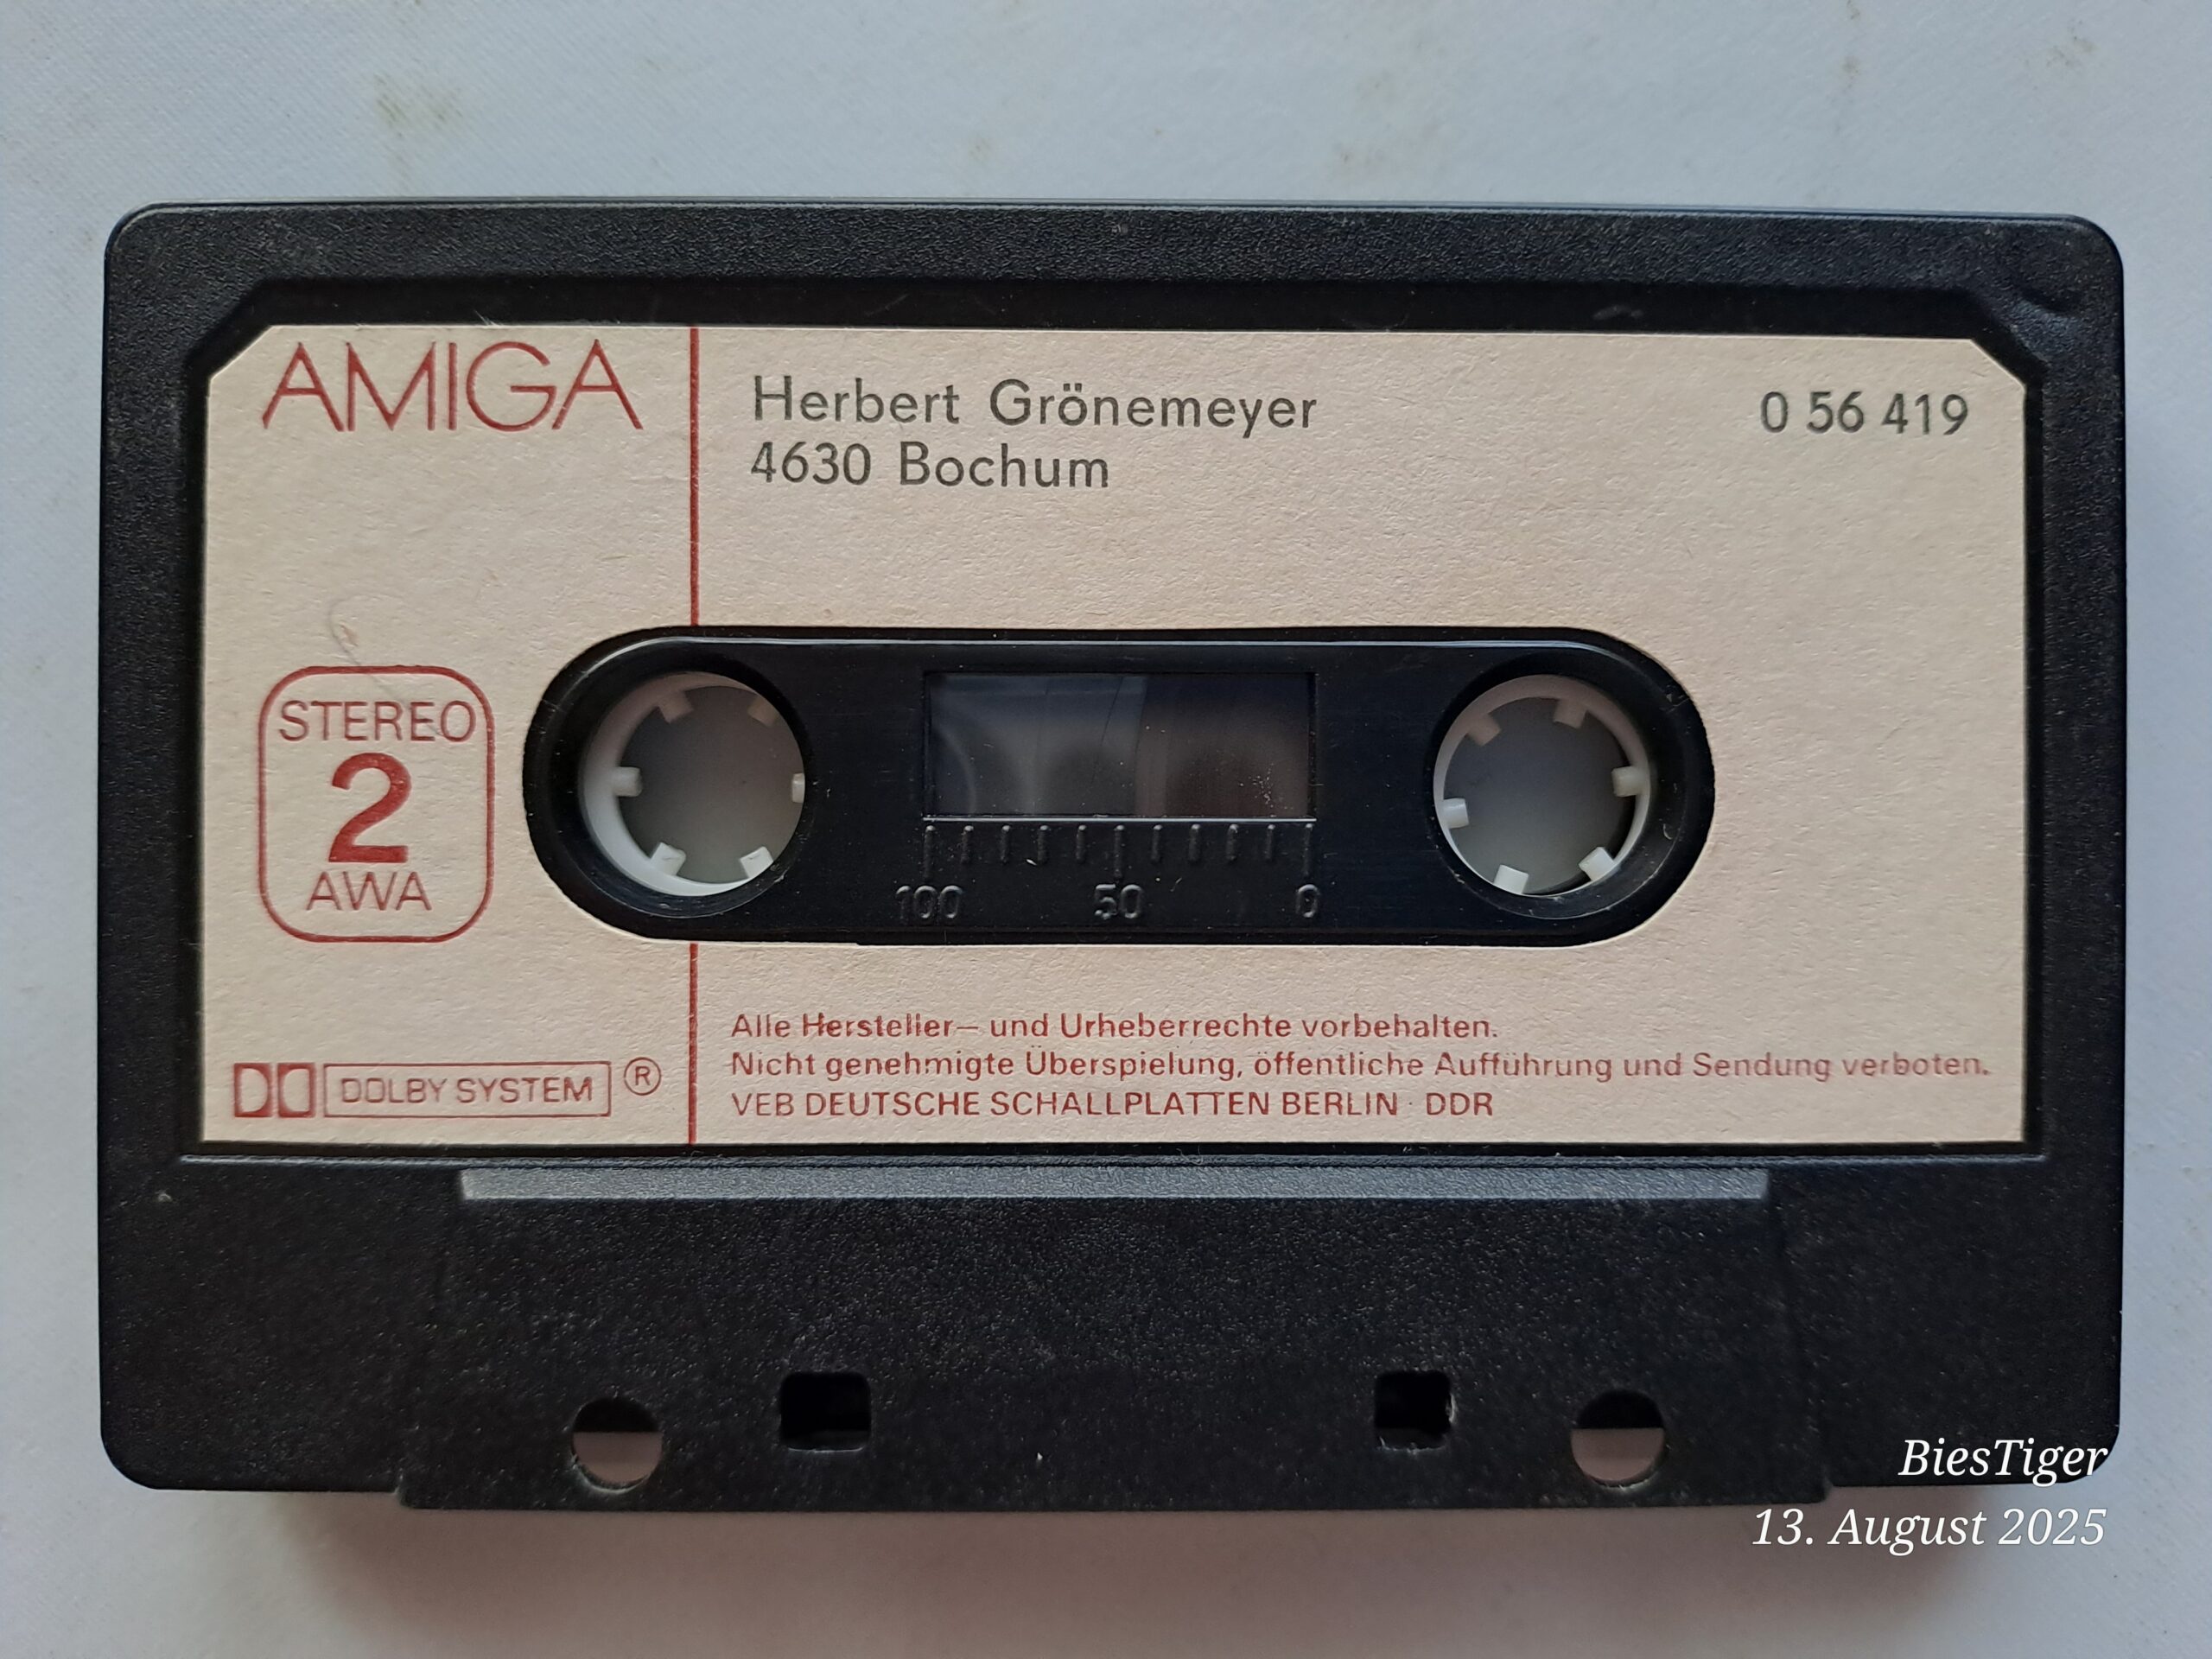 AMIGA
Herbert Grönemeyer
4630 Bochum
0 56 419
STEREO
2
AWA
100 50 0
DOLBY SYSTEM ®
Alle Hersteller- und Urheberrechte vorbehalten.
Nicht genehmigte Überspielung, öffentliche Aufführung und Sendung verboten.
VEB DEUTSCHE SCHALLPLATTEN BERLIN · DDR
BiesTiger
13. August 2025